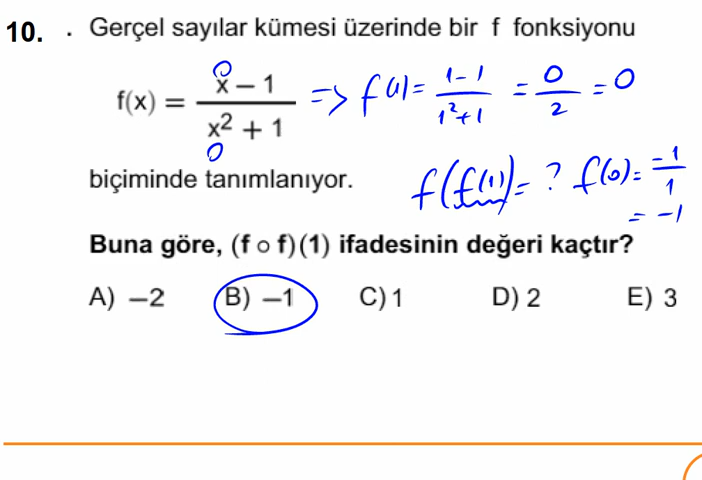 10. . Gerçel sayılar kümesi üzerinde bir f fonksiyonu
f(x) = (x – 1)/(x² + 1) => f(1) = (1-1)/(1²+1) = 0/2 = 0
0
0
biçiminde tanımlanıyor. f(f(1)) = ? f(0) = -1/1
= -1
Buna göre, (f o f)(1) ifadesinin değeri kaçtır?
A) –2 B) –1 C) 1 D) 2 E) 3